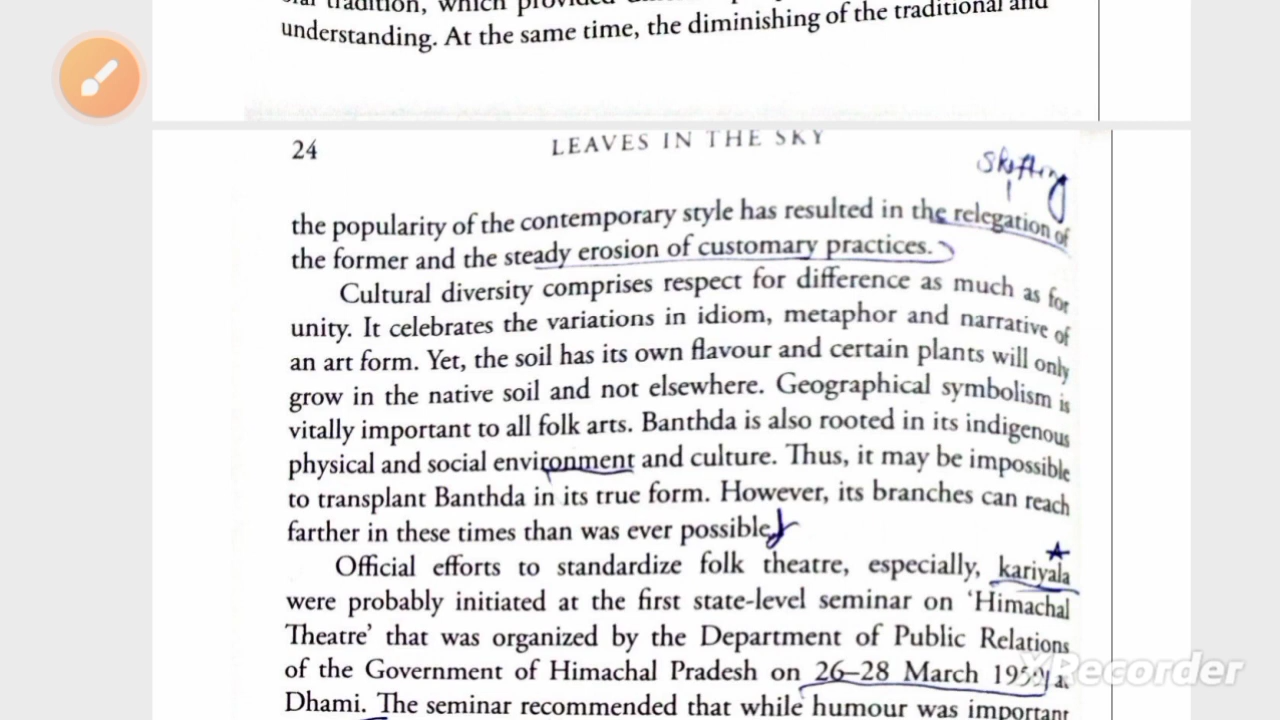 tradition, which provided
understanding. At the same time, the diminishing of the traditional and
24 LEAVES IN THE SKY
Skifting
the popularity of the contemporary style has resulted in the relegation of
the former and the steady erosion of customary practices.
Cultural diversity comprises respect for difference as much as for
unity. It celebrates the variations in idiom, metaphor and narrative of
an art form. Yet, the soil has its own flavour and certain plants will only
grow in the native soil and not elsewhere. Geographical symbolism is
vitally important to all folk arts. Banthda is also rooted in its indigenous
physical and social environment and culture. Thus, it may be impossible
to transplant Banthda in its true form. However, its branches can reach
farther in these times than was ever possible.
Official efforts to standardize folk theatre, especially, kariyala
were probably initiated at the first state-level seminar on ‘Himachal
Theatre’ that was organized by the Department of Public Relations
of the Government of Himachal Pradesh on 26–28 March
Dhami. The seminar recommended that while humour was important
XRecorder